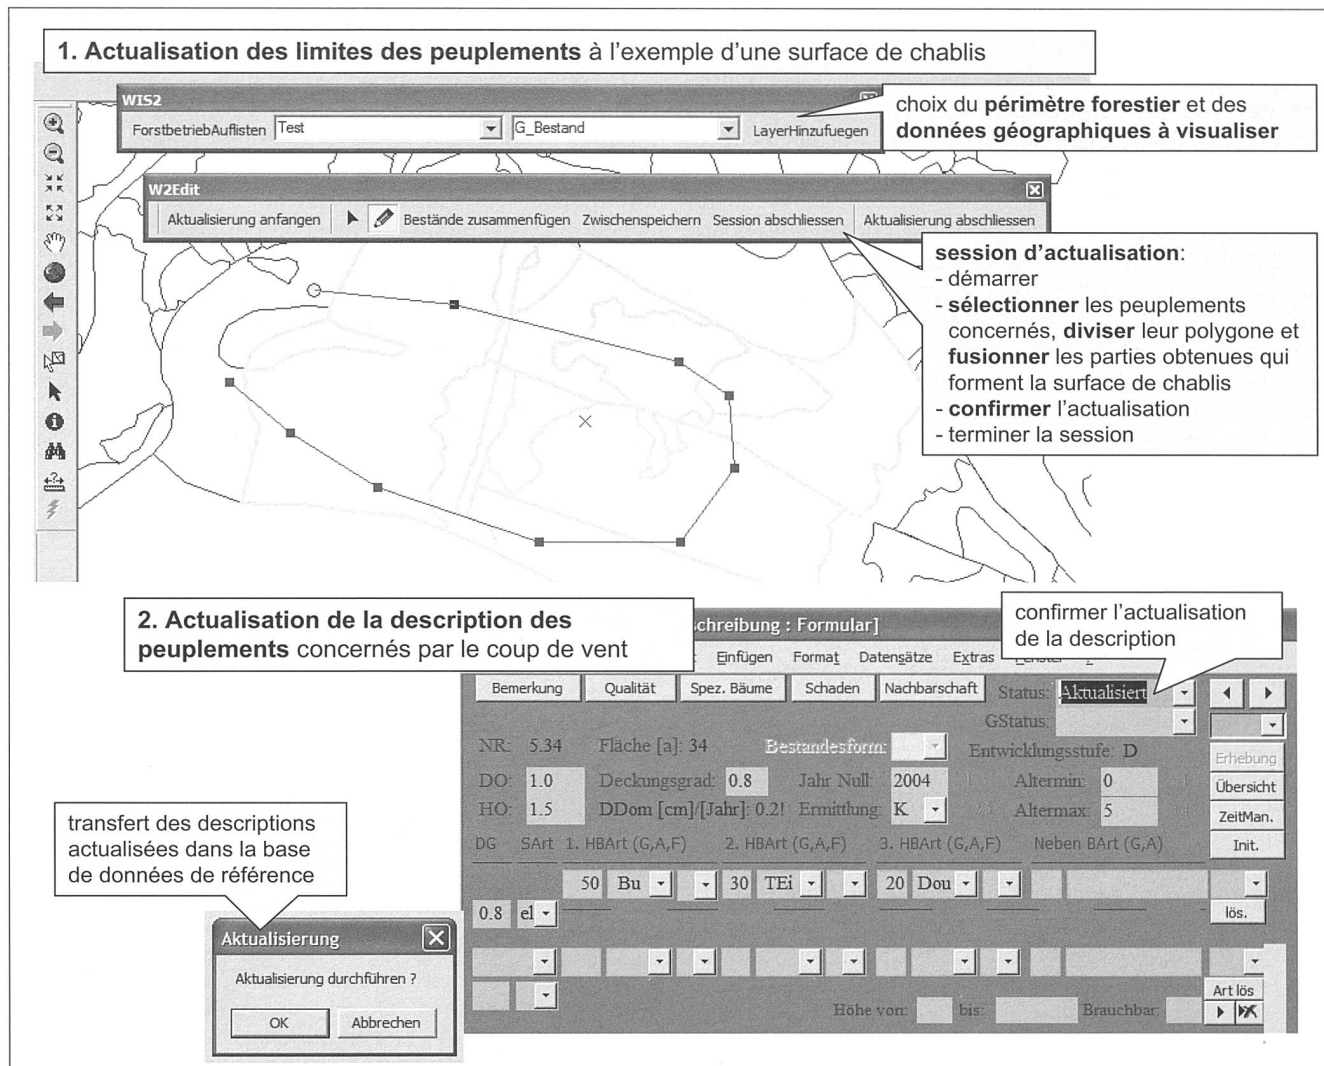 1. Actualisation des limites des peuplements à l'exemple d'une surface de chablis
WIS2
ForstbetriebAuflisten Test G_Bestand LayerHinzufuegen
choix du périmètre forestier et des
données géographiques à visualiser
W2Edit
Aktualisierung anfangen Bestände zusammenfügen Zwischenspeichern Session abschliessen Aktualisierung abschliessen
session d'actualisation:
- démarrer
- sélectionner les peuplements
concernés, diviser leur polygone et
fusionner les parties obtenues qui
forment la surface de chablis
- confirmer l'actualisation
- terminer la session
2. Actualisation de la description des
peuplements concernés par le coup de vent
confirmer l'actualisation
de la description
schreibung : Formular]
Einfügen Format Datensätze Extras
Bemerkung Qualität Spez. Bäume Schaden Nachbarschaft Status: Aktualisiert
GStatus:
NR: 5.34 Fläche [a]: 34 Bestandesform: Entwicklungsstufe: D
Erhebung
DO: 1.0 Deckungsgrad: 0.8 Jahr Null: 2004 Altermin: 0
Übersicht
HO: 1.5 DDom [cm]/[Jahr]: 0.2! Ermittlung: K Altermax: 5
ZeitMan.
DG SArt 1. HBArt (G,A,F) 2. HBArt (G,A,F) 3. HBArt (G,A,F) Neben BArt (G,A)
Init.
50 Bu 30 TEi 20 Dou
0.8 el
lös.
Art lös
Höhe von: bis: Brauchbar:
transfert des descriptions
actualisées dans la base
de données de référence
Aktualisierung
Aktualisierung durchführen ?
OK Abbrechen